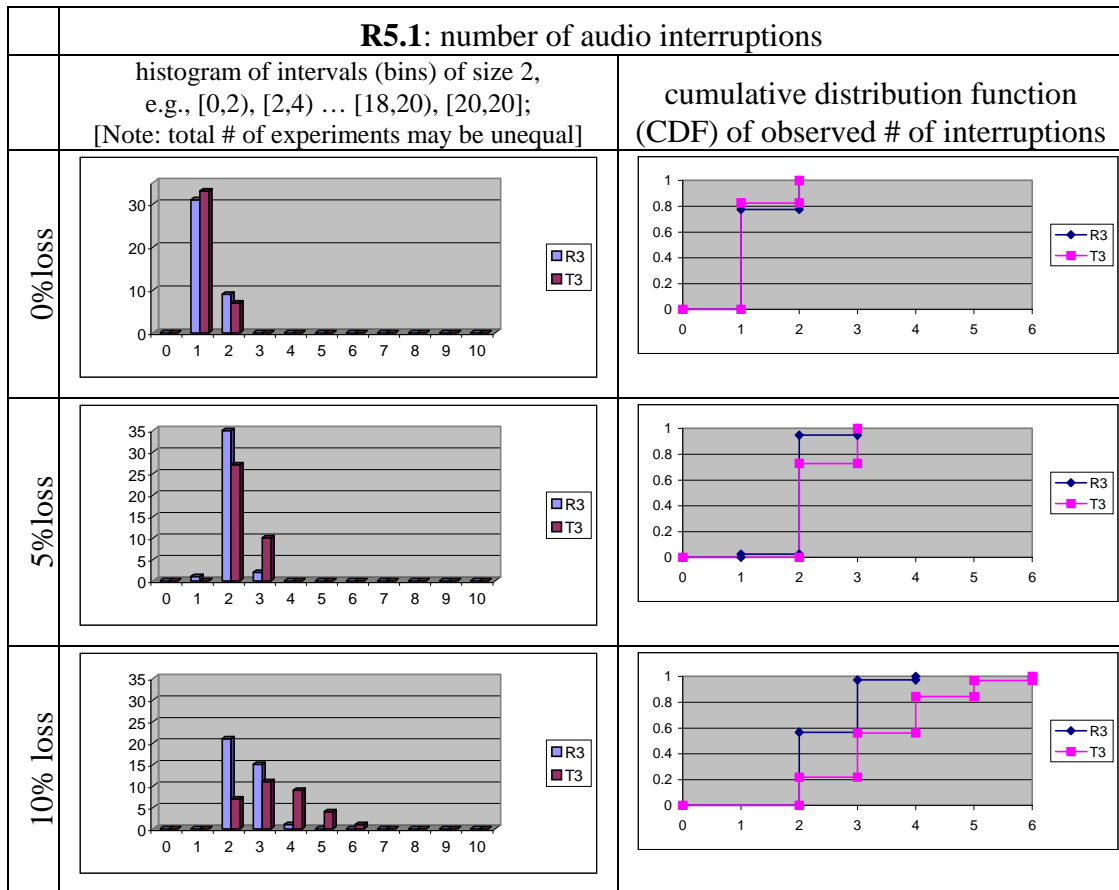 R5.1: number of audio interruptions
histogram of intervals (bins) of size 2,
e.g., [0,2), [2,4) … [18,20), [20,20];
[Note: total # of experiments may be unequal]
cumulative distribution function
(CDF) of observed # of interruptions
0%loss
30
20
10
0
0 1 2 3 4 5 6 7 8 9 10
R3
T3
1
0.8
0.6
0.4
0.2
0
0 1 2 3 4 5 6
R3
T3
5%loss
35
30
25
20
15
10
5
0
0 1 2 3 4 5 6 7 8 9 10
R3
T3
1
0.8
0.6
0.4
0.2
0
0 1 2 3 4 5 6
R3
T3
10% loss
35
30
25
20
15
10
5
0
0 1 2 3 4 5 6 7 8 9 10
R3
T3
1
0.8
0.6
0.4
0.2
0
0 1 2 3 4 5 6
R3
T3